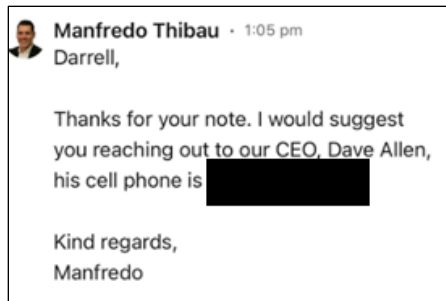 Manfredo Thibau · 1:05 pm
Darrell,
Thanks for your note. I would suggest
you reaching out to our CEO, Dave Allen,
his cell phone is
Kind regards,
Manfredo